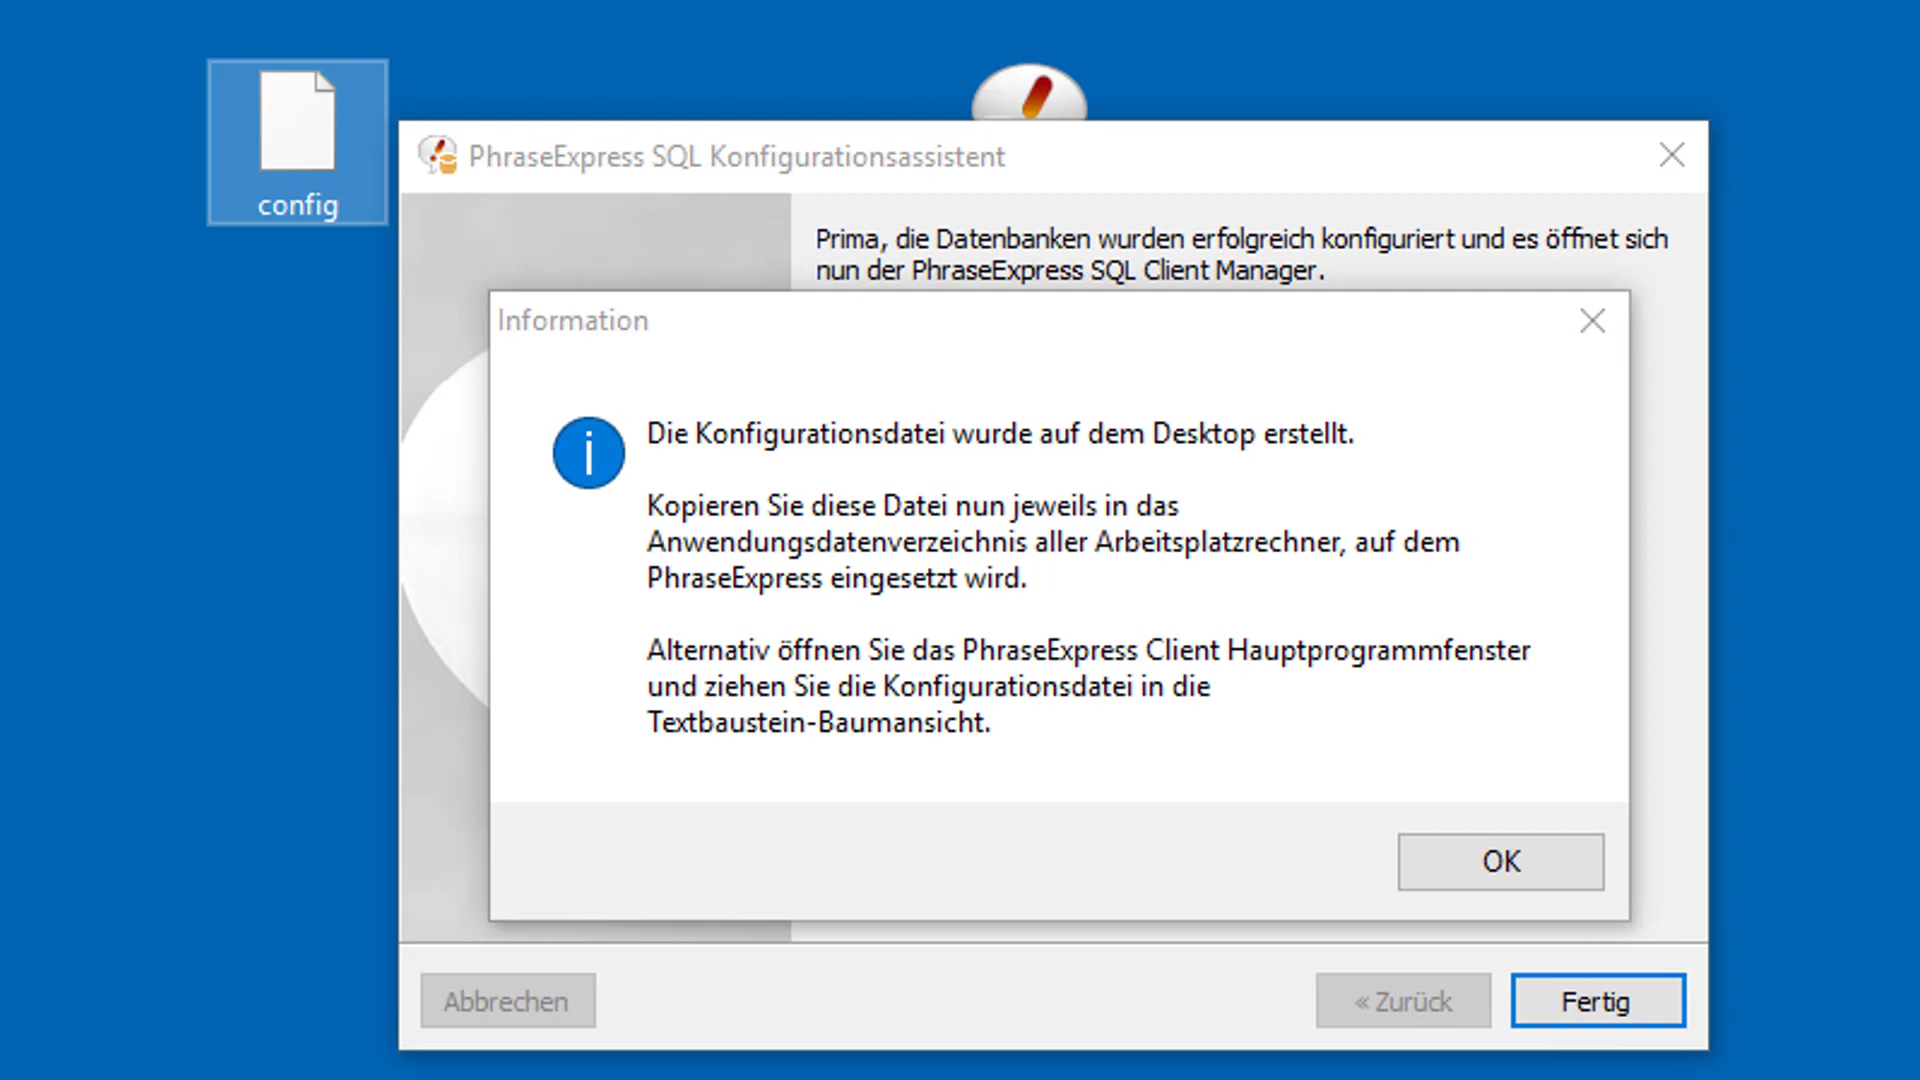 config
PhraseExpress SQL Konfigurationsassistent
Prima, die Datenbanken wurden erfolgreich konfiguriert und es öffnet sich
nun der PhraseExpress SQL Client Manager.
Information
Die Konfigurationsdatei wurde auf dem Desktop erstellt.
Kopieren Sie diese Datei nun jeweils in das
Anwendungsdatenverzeichnis aller Arbeitsplatzrechner, auf dem
PhraseExpress eingesetzt wird.
Alternativ öffnen Sie das PhraseExpress Client Hauptprogrammfenster
und ziehen Sie die Konfigurationsdatei in die
Textbaustein-Baumansicht.
OK
Abbrechen
« Zurück
Fertig